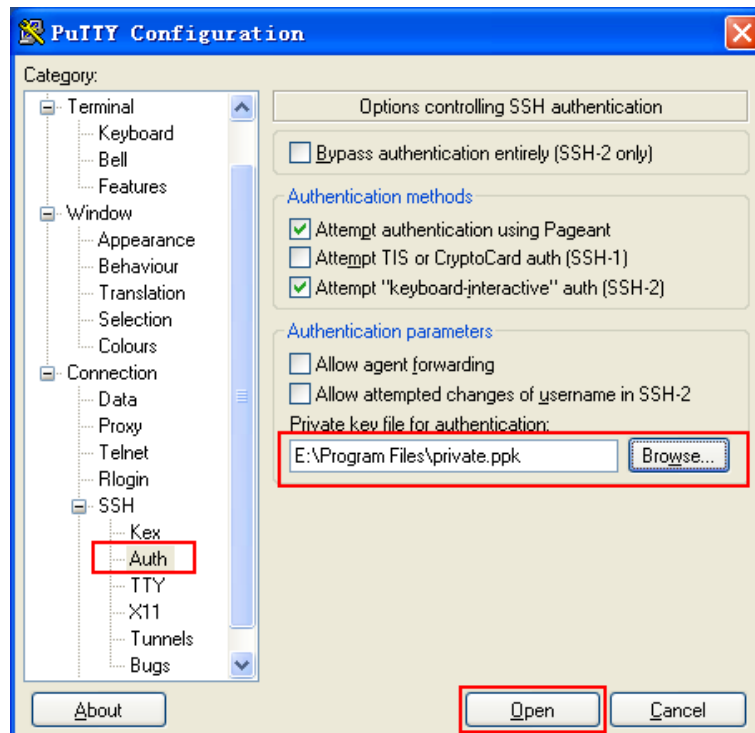 PuTTY Configuration
Category:
Terminal
Keyboard
Bell
Features
Window
Appearance
Behaviour
Translation
Selection
Colours
Connection
Data
Proxy
Telnet
Rlogin
SSH
Kex
Auth
TTY
X11
Tunnels
Bugs
Options controlling SSH authentication
Bypass authentication entirely (SSH-2 only)
Authentication methods
Attempt authentication using Pageant
Attempt TIS or CryptoCard auth (SSH-1)
Attempt "keyboard-interactive" auth (SSH-2)
Authentication parameters
Allow agent forwarding
Allow attempted changes of username in SSH-2
Private key file for authentication:
E:\Program Files\private.ppk
Browse...
About
Open
Cancel